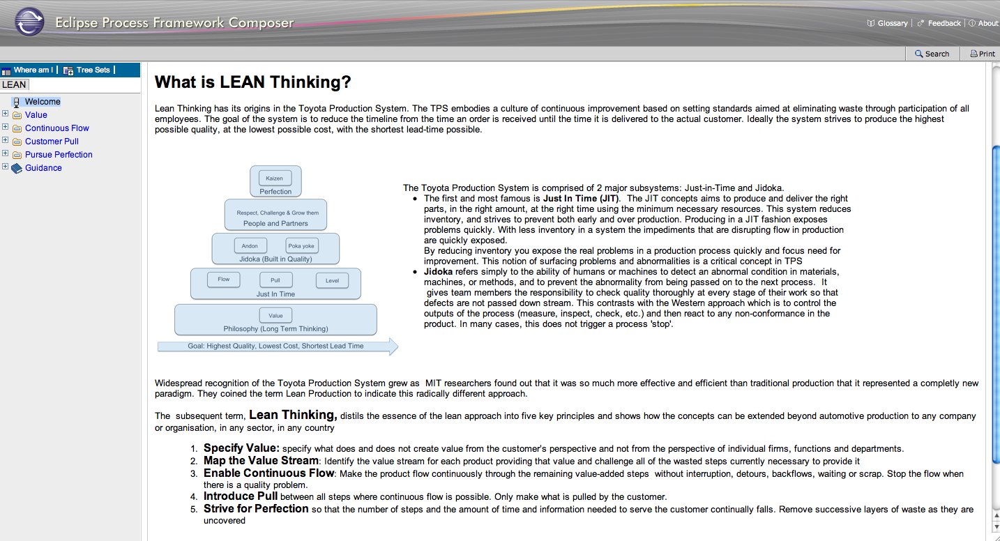 Eclipse Process Framework Composer
Glossary
Feedback
About
Search
Print
Where am I
Tree Sets
LEAN
Welcome
Value
Continuous Flow
Customer Pull
Pursue Perfection
Guidance
What is LEAN Thinking?
Lean Thinking has its origins in the Toyota Production System. The TPS embodies a culture of continuous improvement based on setting standards aimed at eliminating waste through participation of all
employees. The goal of the system is to reduce the timeline from the time an order is received until the time it is delivered to the actual customer. Ideally the system strives to produce the highest
possible quality, at the lowest possible cost, with the shortest lead-time possible.
Kaizen
Perfection
Respect, Challenge & Grow them
People and Partners
Andon
Poka yoke
Jidoka (Built in Quality)
Flow
Pull
Level
Just In Time
Value
Philosophy (Long Term Thinking)
Goal: Highest Quality, Lowest Cost, Shortest Lead Time
The Toyota Production System is comprised of 2 major subsystems: Just-in-Time and Jidoka.
• The first and most famous is Just In Time (JIT). The JIT concepts aims to produce and deliver the right
parts, in the right amount, at the right time using the minimum necessary resources. This system reduces
inventory, and strives to prevent both early and over production. Producing in a JIT fashion exposes
problems quickly. With less inventory in a system the impediments that are disrupting flow in production
are quickly exposed.
By reducing inventory you expose the real problems in a production process quickly and focus need for
improvement. This notion of surfacing problems and abnormalities is a critical concept in TPS
• Jidoka refers simply to the ability of humans or machines to detect an abnormal condition in materials,
machines, or methods, and to prevent the abnormality from being passed on to the next process. It
gives team members the responsibility to check quality thoroughly at every stage of their work so that
defects are not passed down stream. This contrasts with the Western approach which is to control the
outputs of the process (measure, inspect, check, etc.) and then react to any non-conformance in the
product. In many cases, this does not trigger a process 'stop'.
Widespread recognition of the Toyota Production System grew as MIT researchers found out that it was so much more effective and efficient than traditional production that it represented a completly new
paradigm. They coined the term Lean Production to indicate this radically different approach.
The subsequent term, Lean Thinking, distils the essence of the lean approach into five key principles and shows how the concepts can be extended beyond automotive production to any company
or organisation, in any sector, in any country
1. Specify Value: specify what does and does not create value from the customer's perspective and not from the perspective of individual firms, functions and departments.
2. Map the Value Stream: Identify the value stream for each product providing that value and challenge all of the wasted steps currently necessary to provide it
3. Enable Continuous Flow: Make the product flow continuously through the remaining value-added steps without interruption, detours, backflows, waiting or scrap. Stop the flow when
there is a quality problem.
4. Introduce Pull between all steps where continuous flow is possible. Only make what is pulled by the customer.
5. Strive for Perfection so that the number of steps and the amount of time and information needed to serve the customer continually falls. Remove successive layers of waste as they are
uncovered